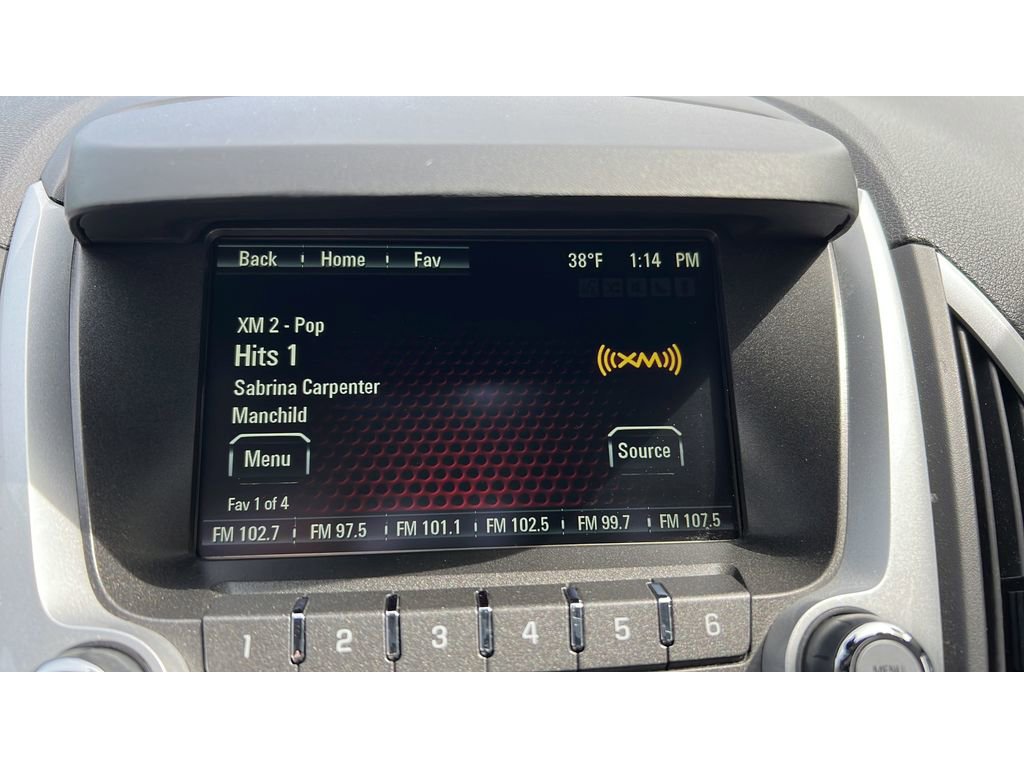 Back Home Fav 38°F 1:14 PM
XM 2 - Pop
Hits 1
XM
Sabrina Carpenter
Manchild
Menu
Source
Fav 1 of 4
FM 102.7 FM 97.5 FM 101.1 FM 102.5 FM 99.7 FM 107.5
1 2 3 4 5 6
MENU